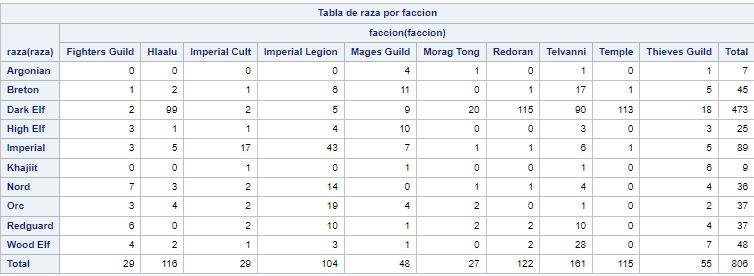 Tabla de raza por faccion
faccion(faccion)
raza(raza) Fighters Guild Hlaalu Imperial Cult Imperial Legion Mages Guild Morag Tong Redoran Telvanni Temple Thieves Guild Total
Argonian 0 0 0 0 4 1 0 1 0 1 7
Breton 1 2 1 6 11 0 1 17 1 5 45
Dark Elf 2 99 2 5 9 20 115 90 113 18 473
High Elf 3 1 1 4 10 0 0 3 0 3 25
Imperial 3 5 17 43 7 1 1 6 1 5 89
Khajiit 0 0 1 0 1 0 0 1 0 6 9
Nord 7 3 2 14 0 1 1 4 0 4 36
Orc 3 4 2 19 4 2 0 1 0 2 37
Redguard 6 0 2 10 1 2 2 10 0 4 37
Wood Elf 4 2 1 3 1 0 2 28 0 7 48
Total 29 116 29 104 48 27 122 161 115 55 806